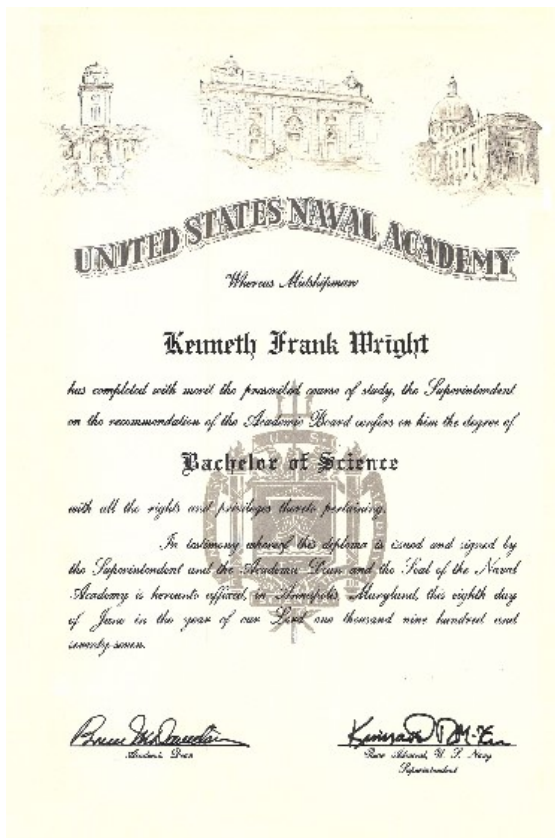 UNITED STATES NAVAL ACADEMY
Whereas Midshipman
Kenneth Frank Wright
has completed with merit the prescribed course of study, the Superintendent
on the recommendation of the Academic Board confers on him the degree of
Bachelor of Science
with all the rights and privileges thereto pertaining.
In testimony whereof this diploma is issued and signed by
the Superintendent and the Academic Dean and the Seal of the Naval
Academy is hereunto affixed, in Annapolis, Maryland, this eighth day
of June in the year of our Lord one thousand nine hundred and
seventy-seven.
Academic Dean
Rear Admiral, U. S. Navy
Superintendent